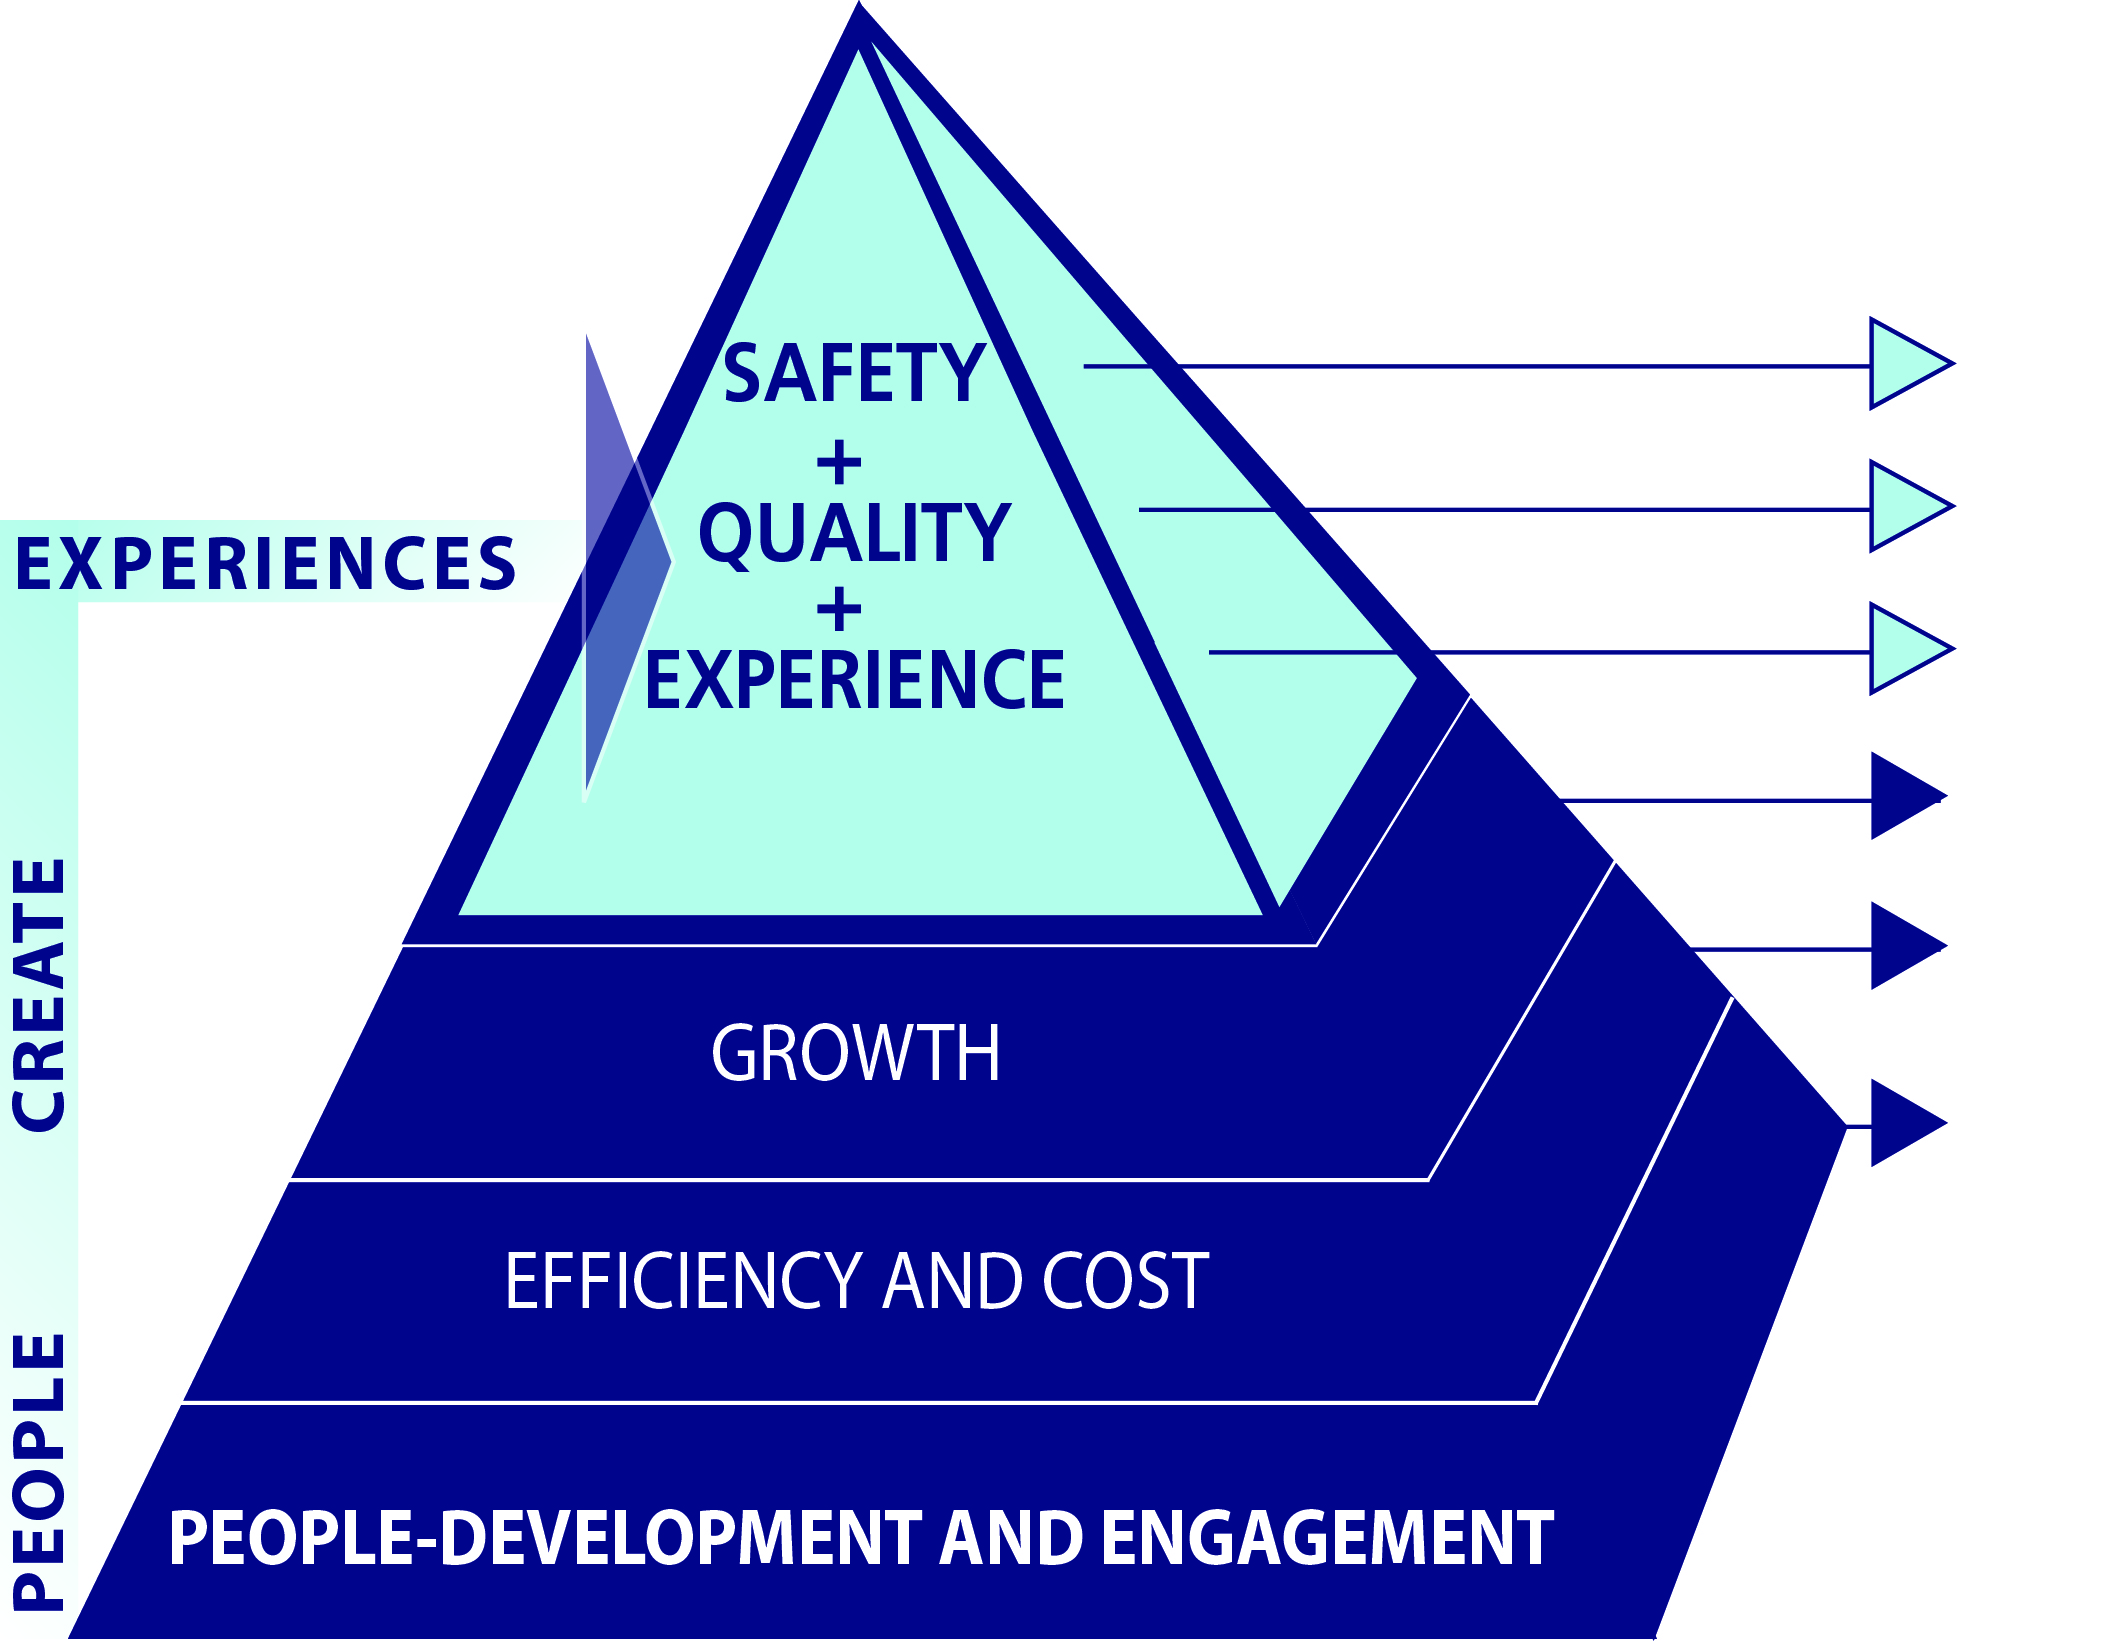 SAFETY
+
QUALITY
+
EXPERIENCE
EXPERIENCES
CREATE
PEOPLE
GROWTH
EFFICIENCY AND COST
PEOPLE-DEVELOPMENT AND ENGAGEMENT